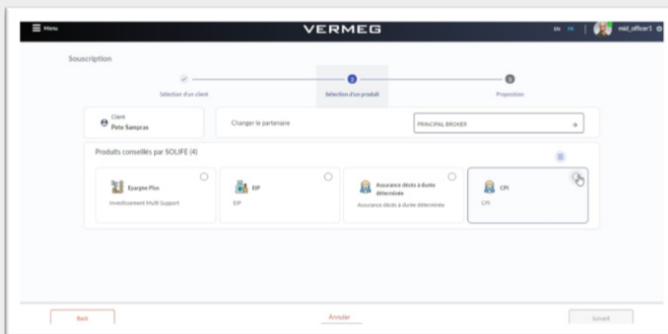 Menu
VERMEG
EN FR
mid_officer1
Souscription
Sélection d'un client
2
Sélection d'un produit
3
Proposition
Client
Pete Sampras
Changer le partenaire
PRINCIPAL BROKER
Produits conseillés par SOLIFE (4)
Epargne Plus
Investissement Multi Support
EIP
EIP
Assurance décès à durée
déterminée
Assurance décès à durée déterminée
CPI
CPI
Back
Annuler
Suivant